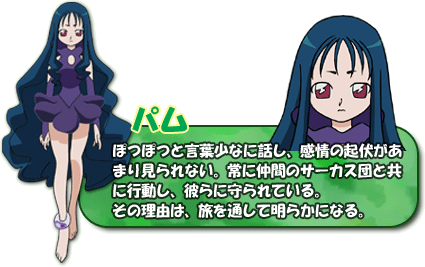 パム
ぽつぽつと言葉少なに話し、感情の起伏があ
まり見られない。常に仲間のサーカス団と共
に行動し、彼らに守られている。
その理由は、旅を通して明らかになる。